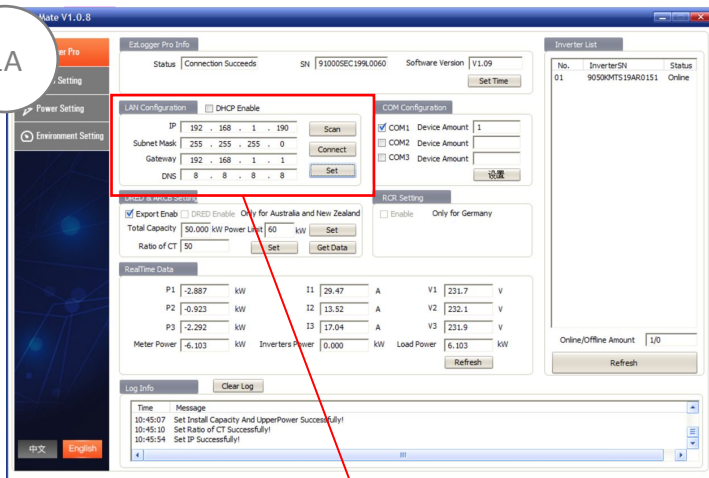 Mate V1.0.8
1A
er Pro
Setting
Power Setting
Environment Setting
中文 English
EzLogger Pro Info
Status Connection Succeeds SN 91000SEC199L0060 Software Version V1.09
Set Time
LAN Configuration DHCP Enable
IP 192 . 168 . 1 . 190 Scan
Subnet Mask 255 . 255 . 255 . 0 Connect
Gateway 192 . 168 . 1 . 1
DNS 8 . 8 . 8 . 8 Set
COM Configuration
COM1 Device Amount 1
COM2 Device Amount
COM3 Device Amount
设置
DRED & ARCB Setting
Export Enab DRED Enable Only for Australia and New Zealand
Total Capacity 50.000 kW Power Limit 60 kW Set
Ratio of CT 50 Set Get Data
RCR Setting
Enable Only for Germany
RealTime Data
P1 -2.887 kW I1 29.47 A V1 231.7 V
P2 -0.923 kW I2 13.52 A V2 232.1 V
P3 -2.292 kW I3 17.04 A V3 231.9 V
Meter Power -6.103 kW Inverters Power 0.000 kW Load Power 6.103 kW
Refresh
Log Info Clear Log
Time Message
10:45:07 Set Install Capacity And UpperPower Successfully!
10:45:10 Set Ratio of CT Successfully!
10:45:54 Set IP Successfully!
Inverter List
No. InverterSN Status
01 9050KMTS19AR0151 Online
Online/Offline Amount 1/0
Refresh